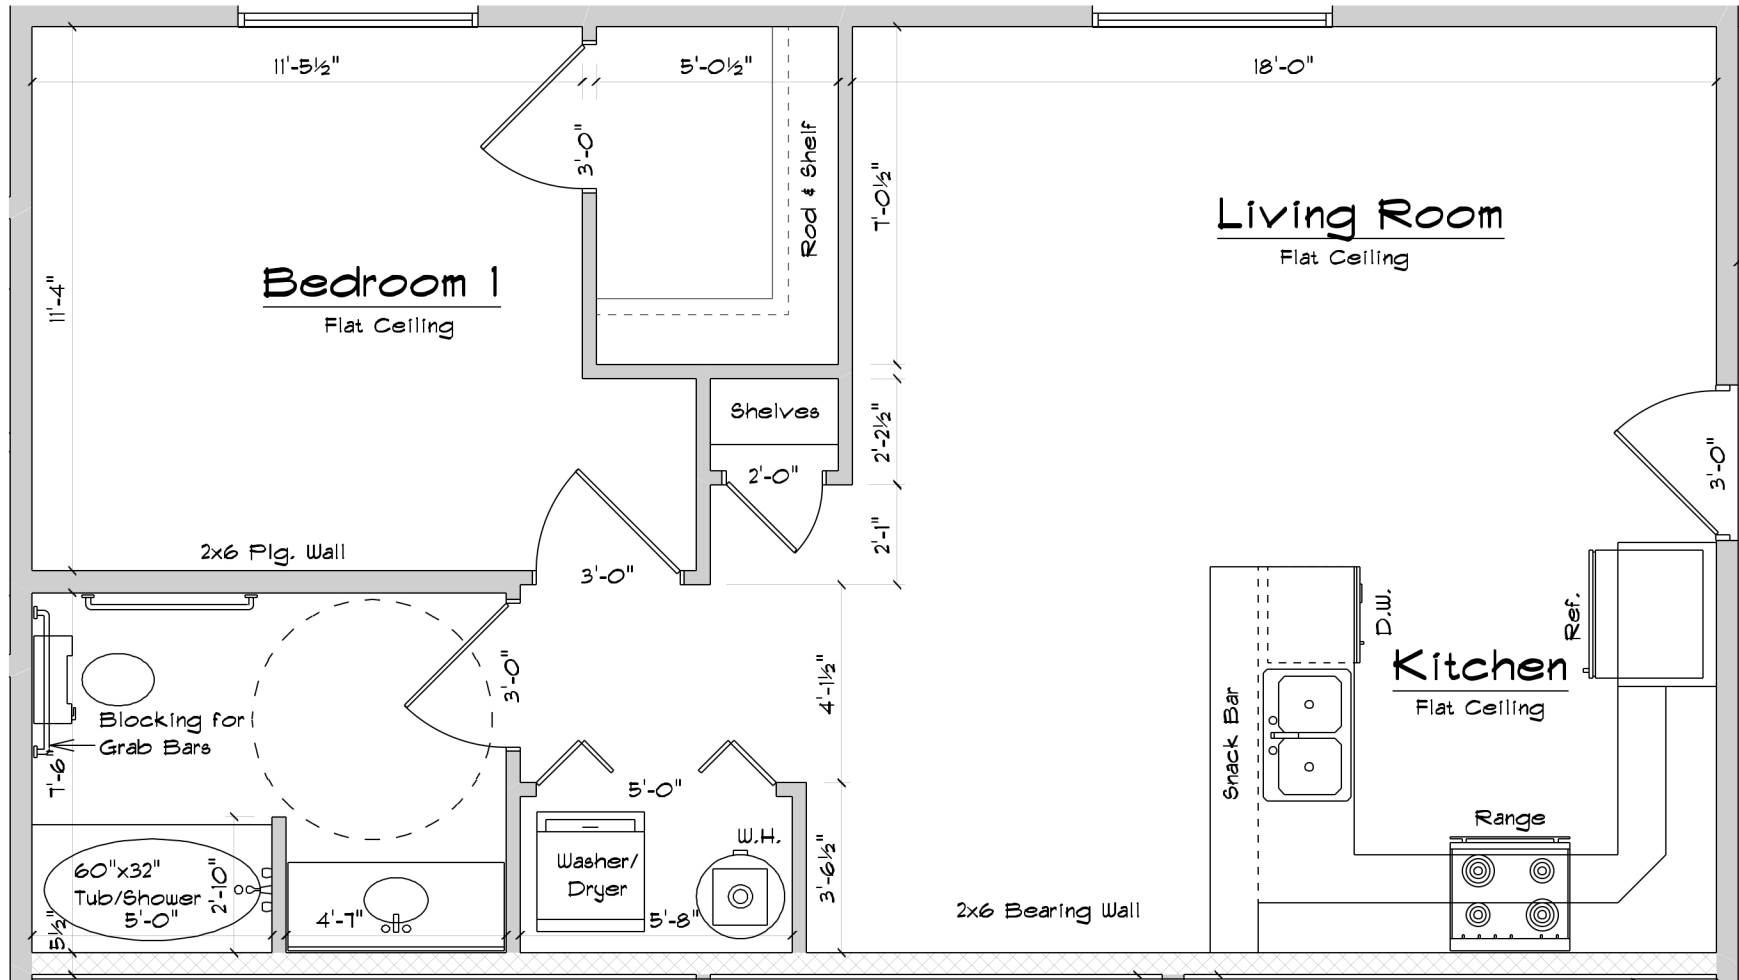 11'-5½"
5'-0½"
18'-0"
3'-0"
Rod & Shelf
7'-0½"
Living Room
Flat Ceiling
Bedroom 1
Flat Ceiling
11'-4"
Shelves
2'-2½"
2'-0"
3'-0"
2'-1"
2x6 Plg. Wall
3'-0"
D.W.
Ref.
Kitchen
Flat Ceiling
3'-0"
4'-1½"
Blocking for
Grab Bars
7'-6"
Snack Bar
5'-0"
Range
W.H.
Washer/
Dryer
3'-6½"
60"x32"
Tub/Shower
5'-0"
2'-10"
5½"
4'-7"
5'-8"
2x6 Bearing Wall